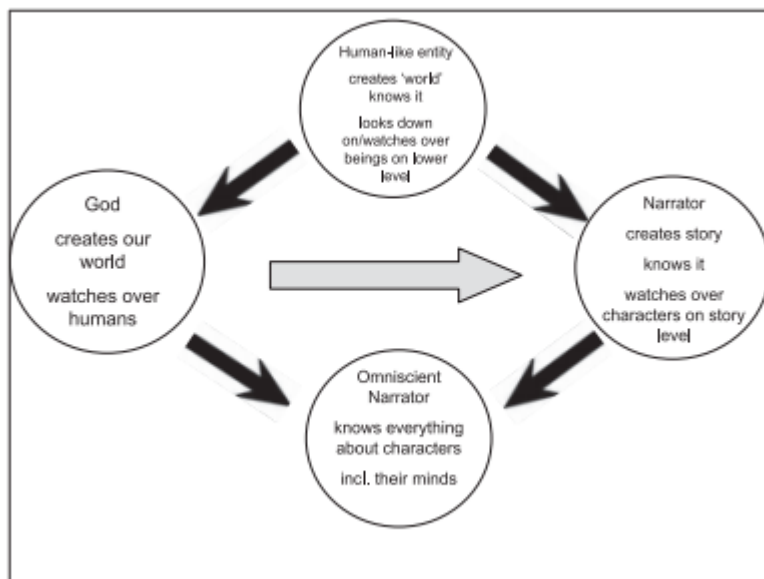 Human-like entity
creates 'world'
knows it
looks down
on/watches over
beings on lower
level
God
creates our
world
watches over
humans
Narrator
creates story
knows it
watches over
characters on story
level
Omniscient
Narrator
knows everything
about characters
incl. their minds